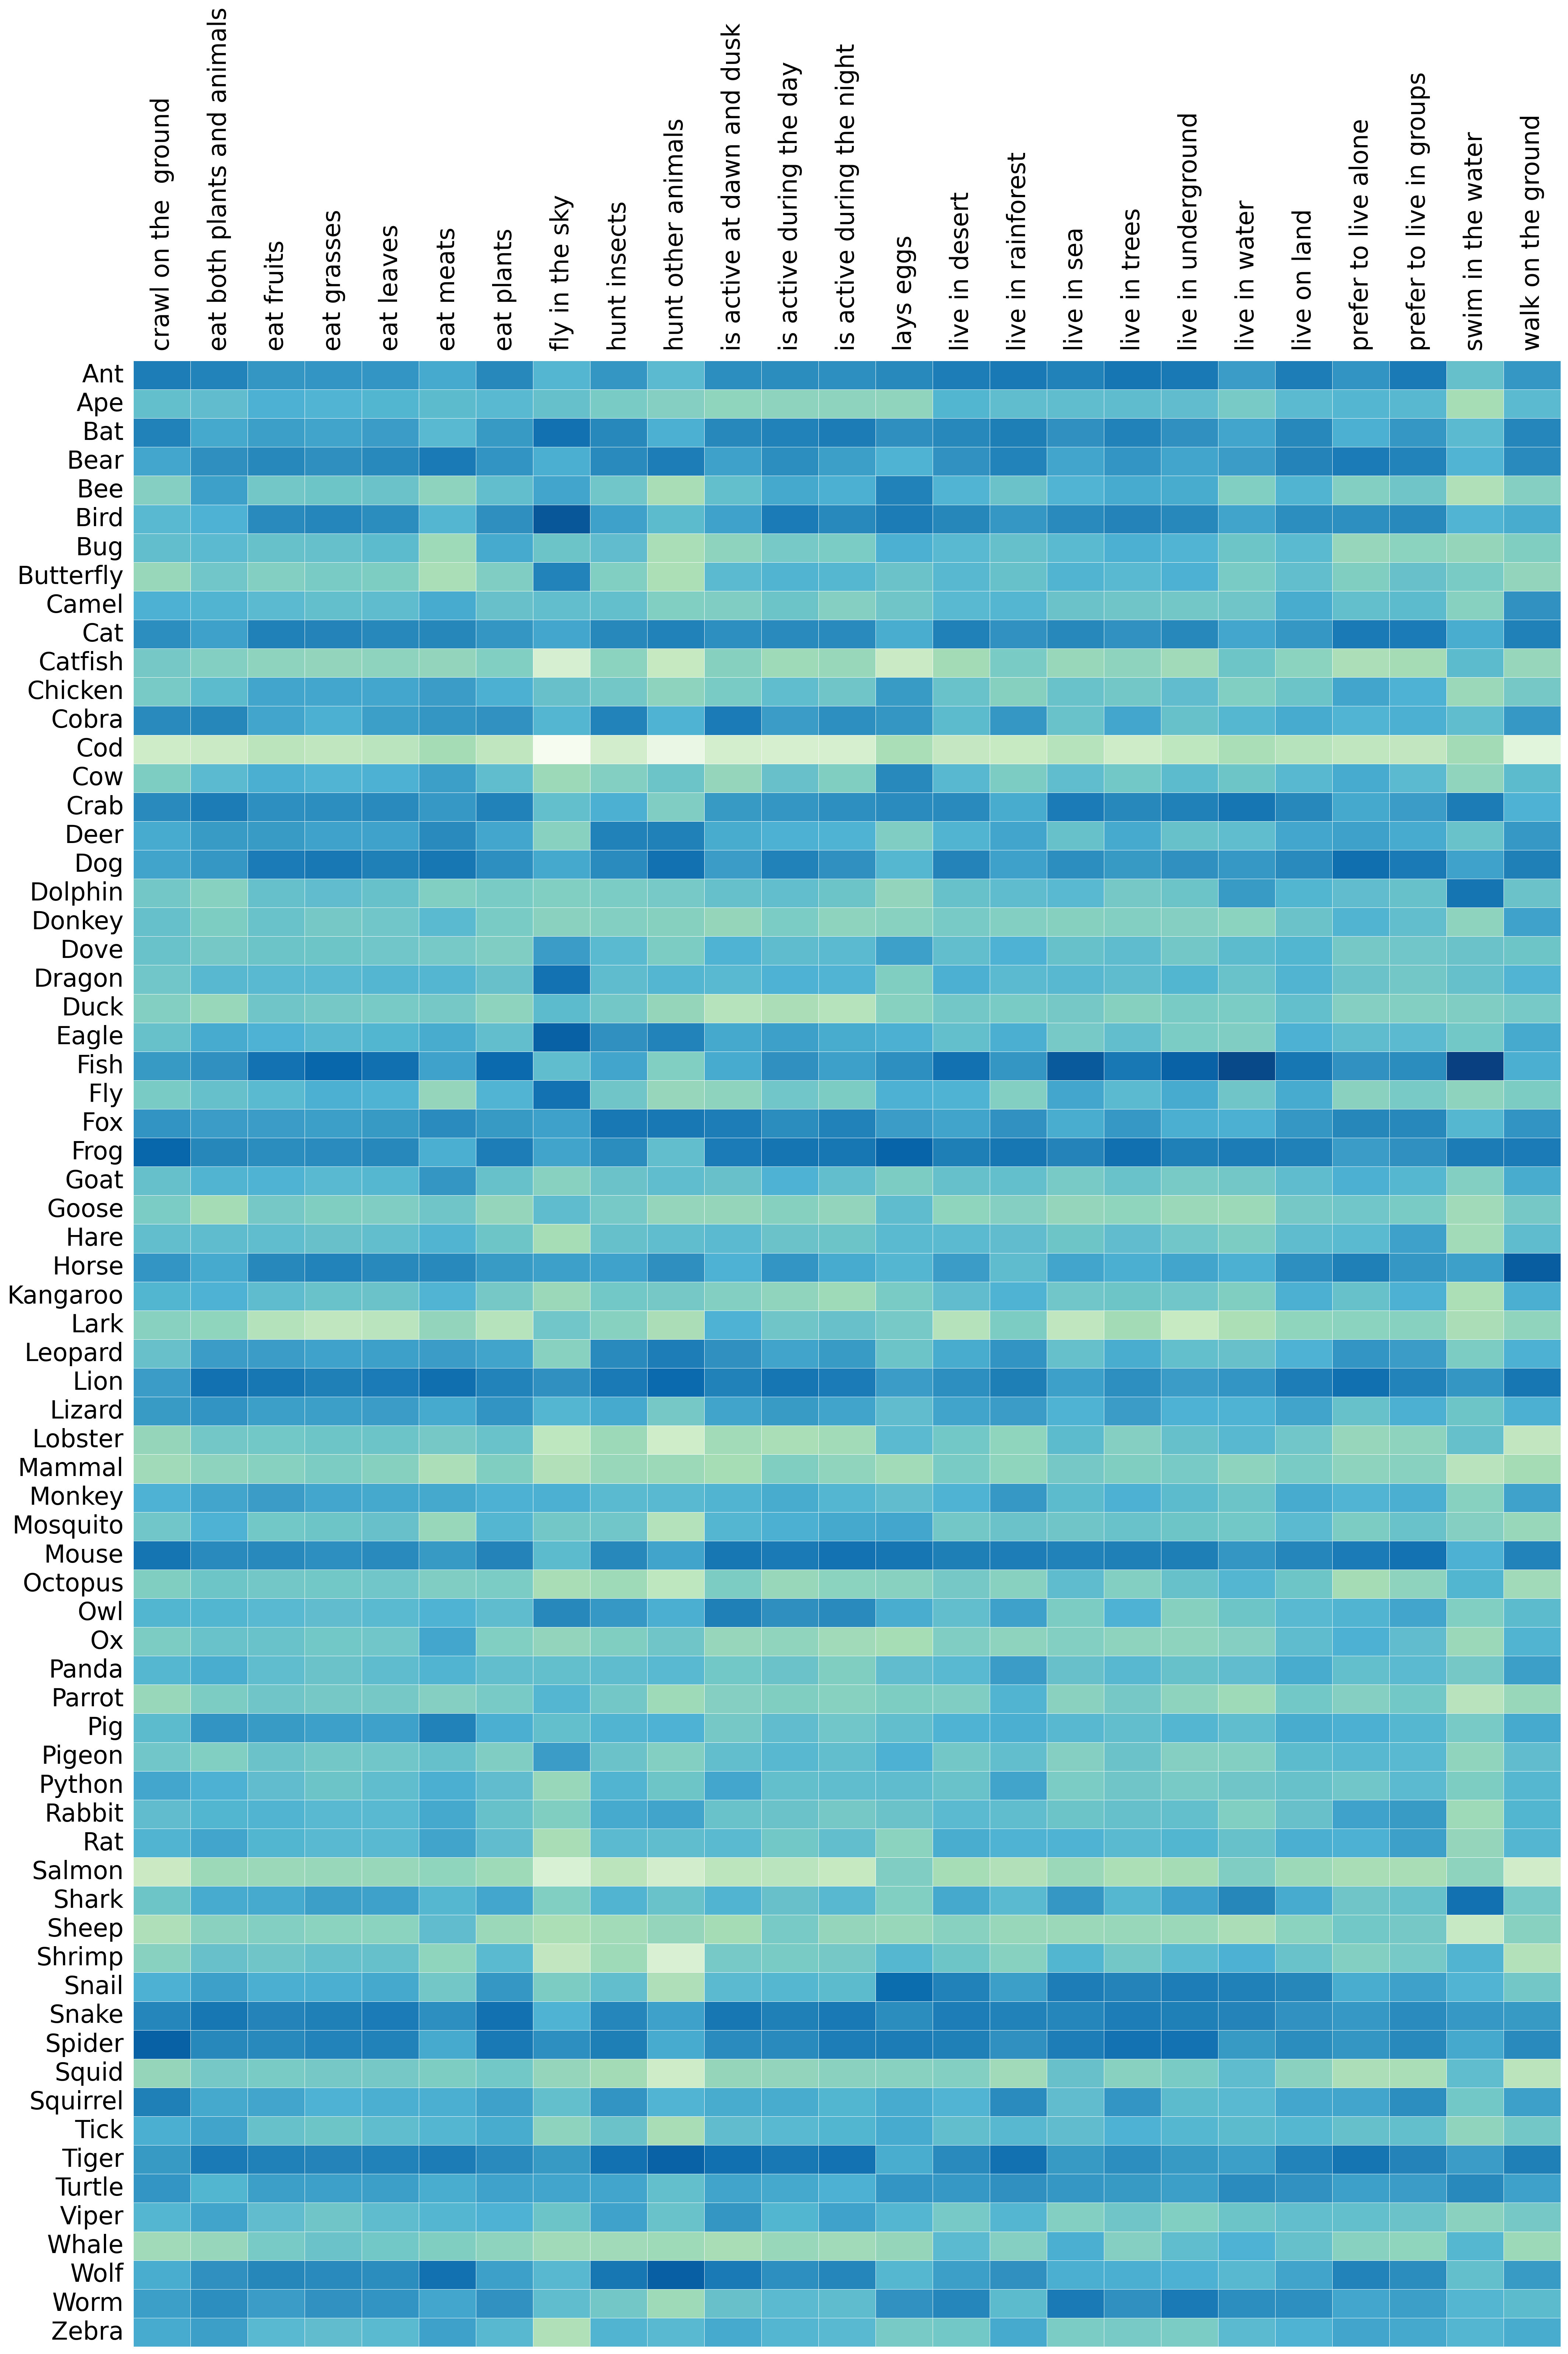 crawl on the  ground
eat both plants and animals
eat fruits
eat grasses
eat leaves
eat meats
eat plants
fly in the sky
hunt insects
hunt other animals
is active at dawn and dusk
is active during the day
is active during the night
lays eggs
live in desert
live in rainforest
live in sea
live in trees
live in underground
live in water
live on land
prefer to live alone
prefer to live in groups
swim in the water
walk on the ground
Ant
Ape
Bat
Bear
Bee
Bird
Bug
Butterfly
Camel
Cat
Catfish
Chicken
Cobra
Cod
Cow
Crab
Deer
Dog
Dolphin
Donkey
Dove
Dragon
Duck
Eagle
Fish
Fly
Fox
Frog
Goat
Goose
Hare
Horse
Kangaroo
Lark
Leopard
Lion
Lizard
Lobster
Mammal
Monkey
Mosquito
Mouse
Octopus
Owl
Ox
Panda
Parrot
Pig
Pigeon
Python
Rabbit
Rat
Salmon
Shark
Sheep
Shrimp
Snail
Snake
Spider
Squid
Squirrel
Tick
Tiger
Turtle
Viper
Whale
Wolf
Worm
Zebra